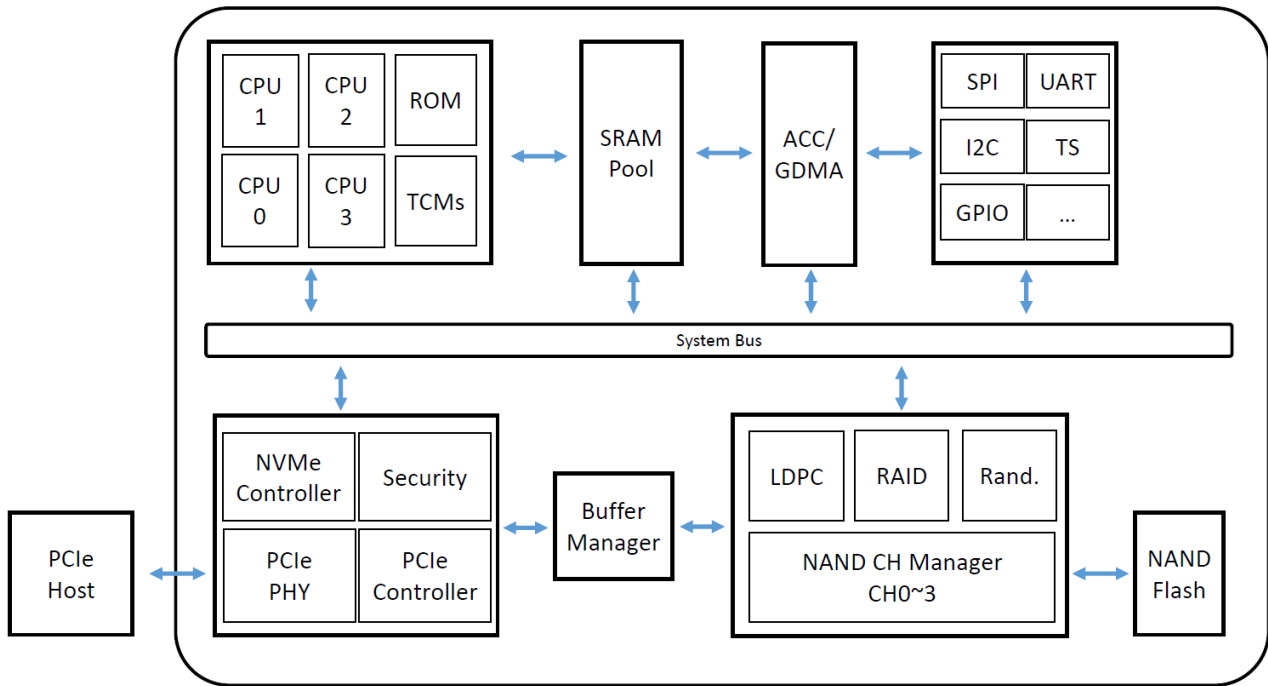 CPU
1
CPU
2
ROM
CPU
0
CPU
3
TCMs
SRAM
Pool
ACC/
GDMA
SPI
UART
I2C
TS
GPIO
...
System Bus
NVMe
Controller
Security
PCIe
PHY
PCIe
Controller
Buffer
Manager
LDPC
RAID
Rand.
NAND CH Manager
CH0~3
PCIe
Host
NAND
Flash